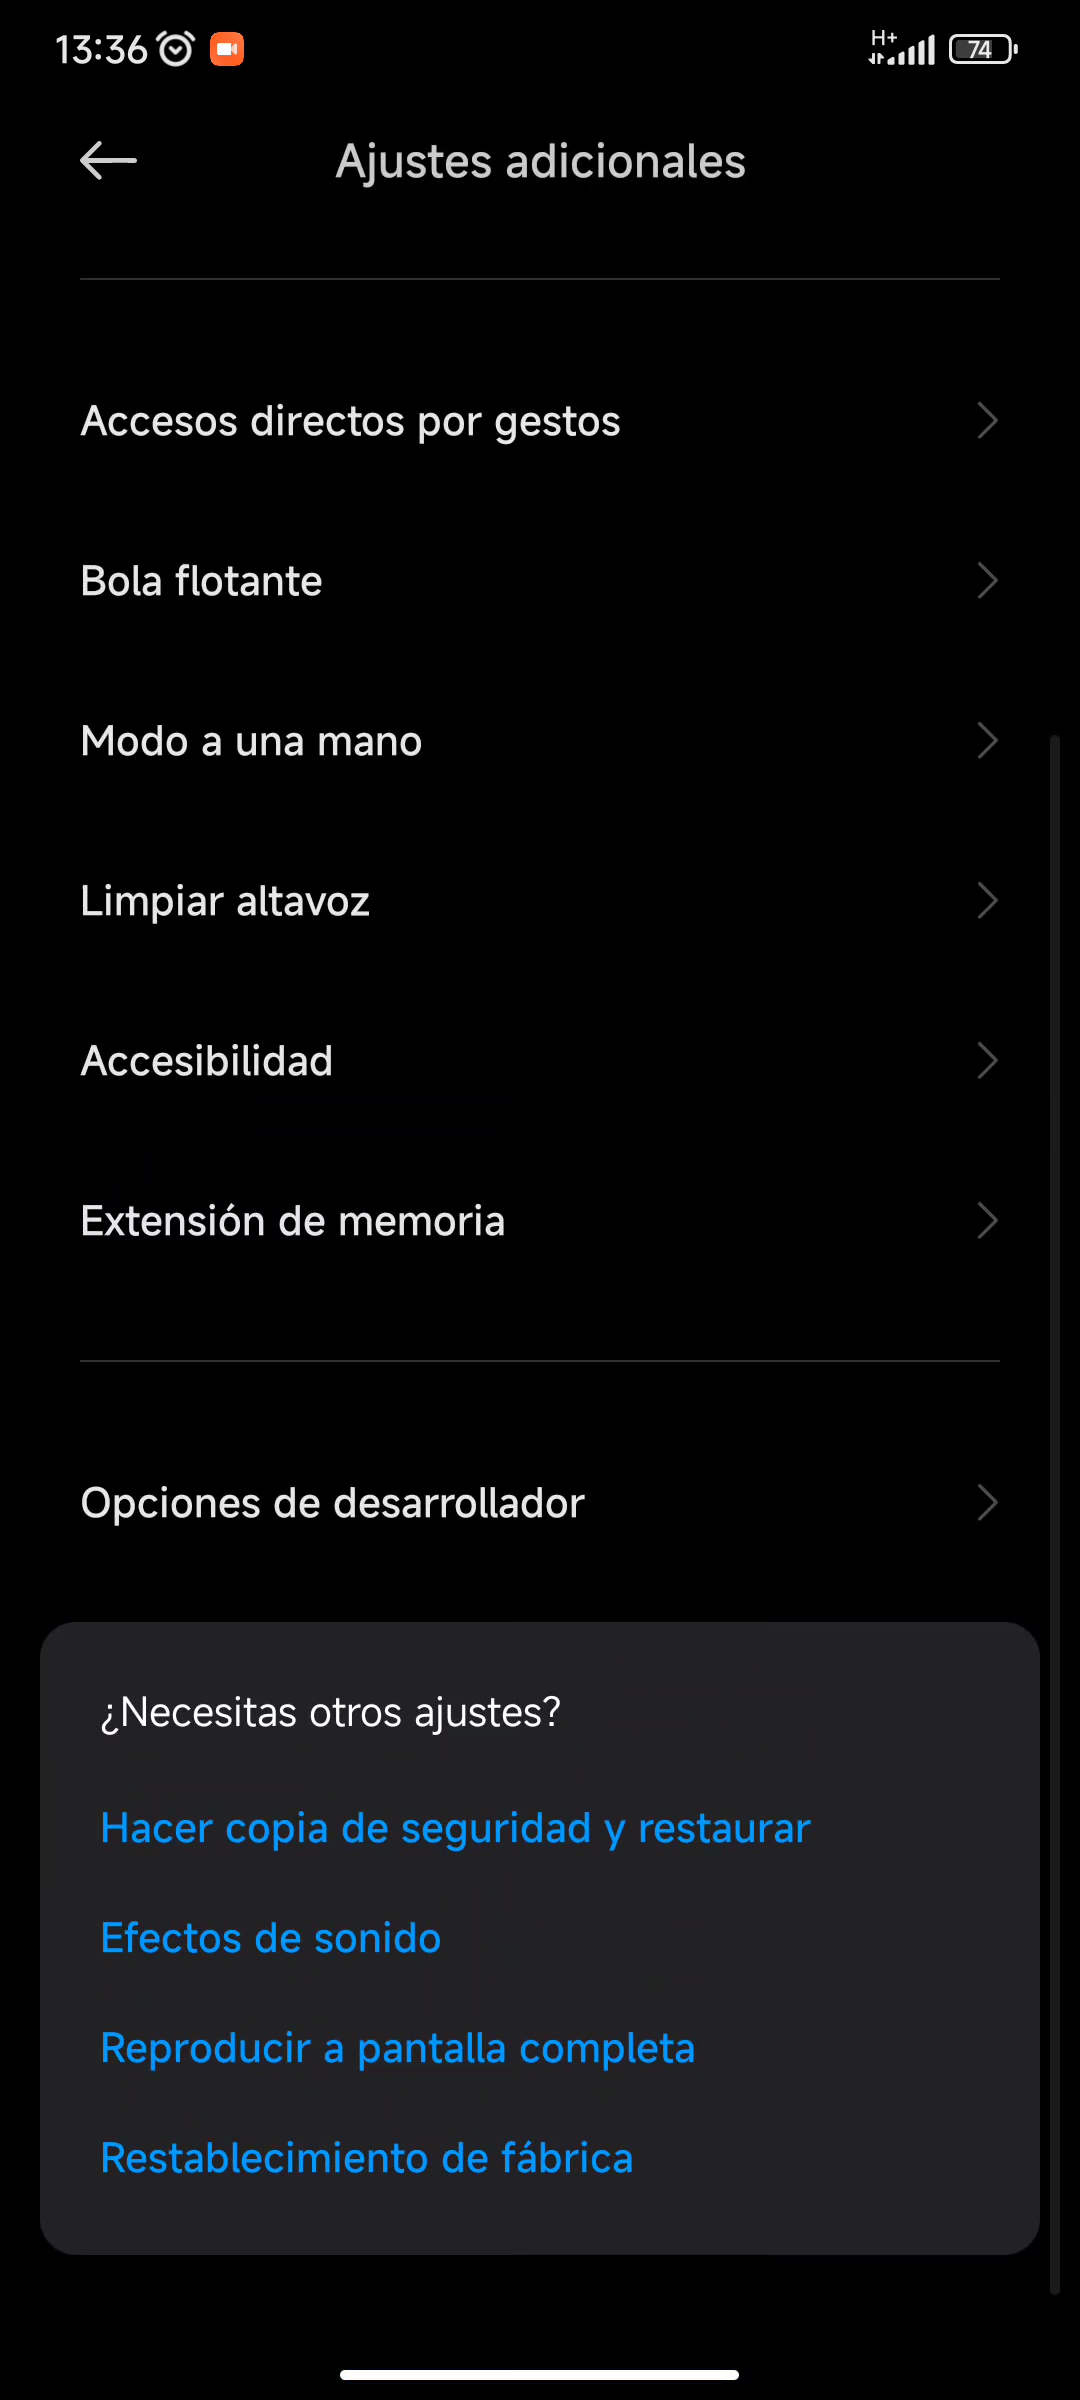 13:36
H+
74
Ajustes adicionales
Accesos directos por gestos
Bola flotante
Modo a una mano
Limpiar altavoz
Accesibilidad
Extensión de memoria
Opciones de desarrollador
¿Necesitas otros ajustes?
Hacer copia de seguridad y restaurar
Efectos de sonido
Reproducir a pantalla completa
Restablecimiento de fábrica